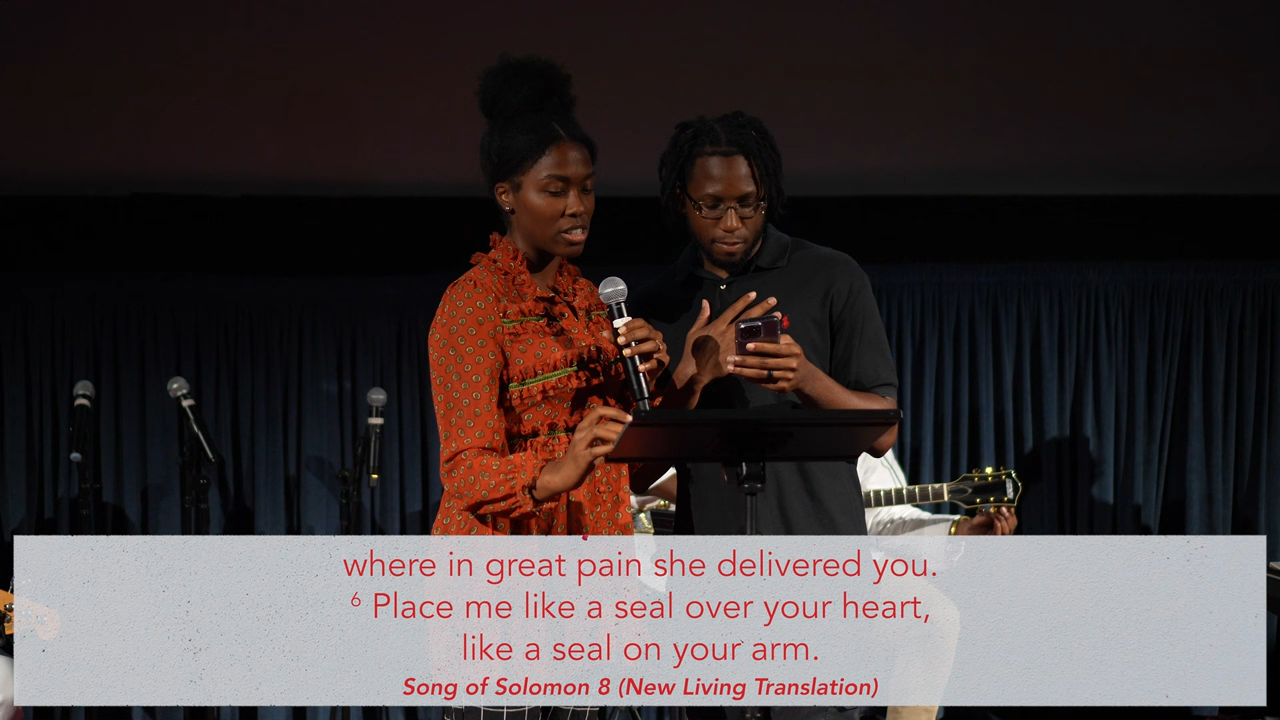 where in great pain she delivered you.
⁶ Place me like a seal over your heart,
like a seal on your arm.
Song of Solomon 8 (New Living Translation)